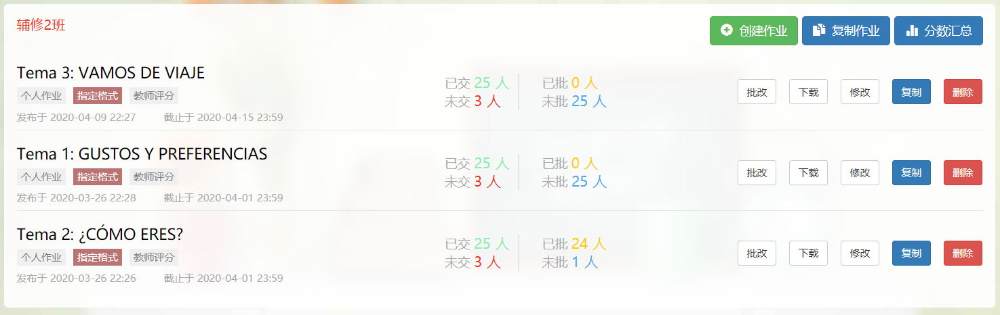 辅修2班
创建作业 复制作业 分数汇总
Tema 3: VAMOS DE VIAJE
个人作业 指定格式 教师评分
发布于 2020-04-09 22:27 截止于 2020-04-15 23:59
已交 25 人 已批 0 人
未交 3 人 未批 25 人
批改 下载 修改 复制 删除
Tema 1: GUSTOS Y PREFERENCIAS
个人作业 指定格式 教师评分
发布于 2020-03-26 22:28 截止于 2020-04-01 23:59
已交 25 人 已批 0 人
未交 3 人 未批 25 人
批改 下载 修改 复制 删除
Tema 2: ¿CÓMO ERES?
个人作业 指定格式 教师评分
发布于 2020-03-26 22:26 截止于 2020-04-01 23:59
已交 25 人 已批 24 人
未交 3 人 未批 1 人
批改 下载 修改 复制 删除